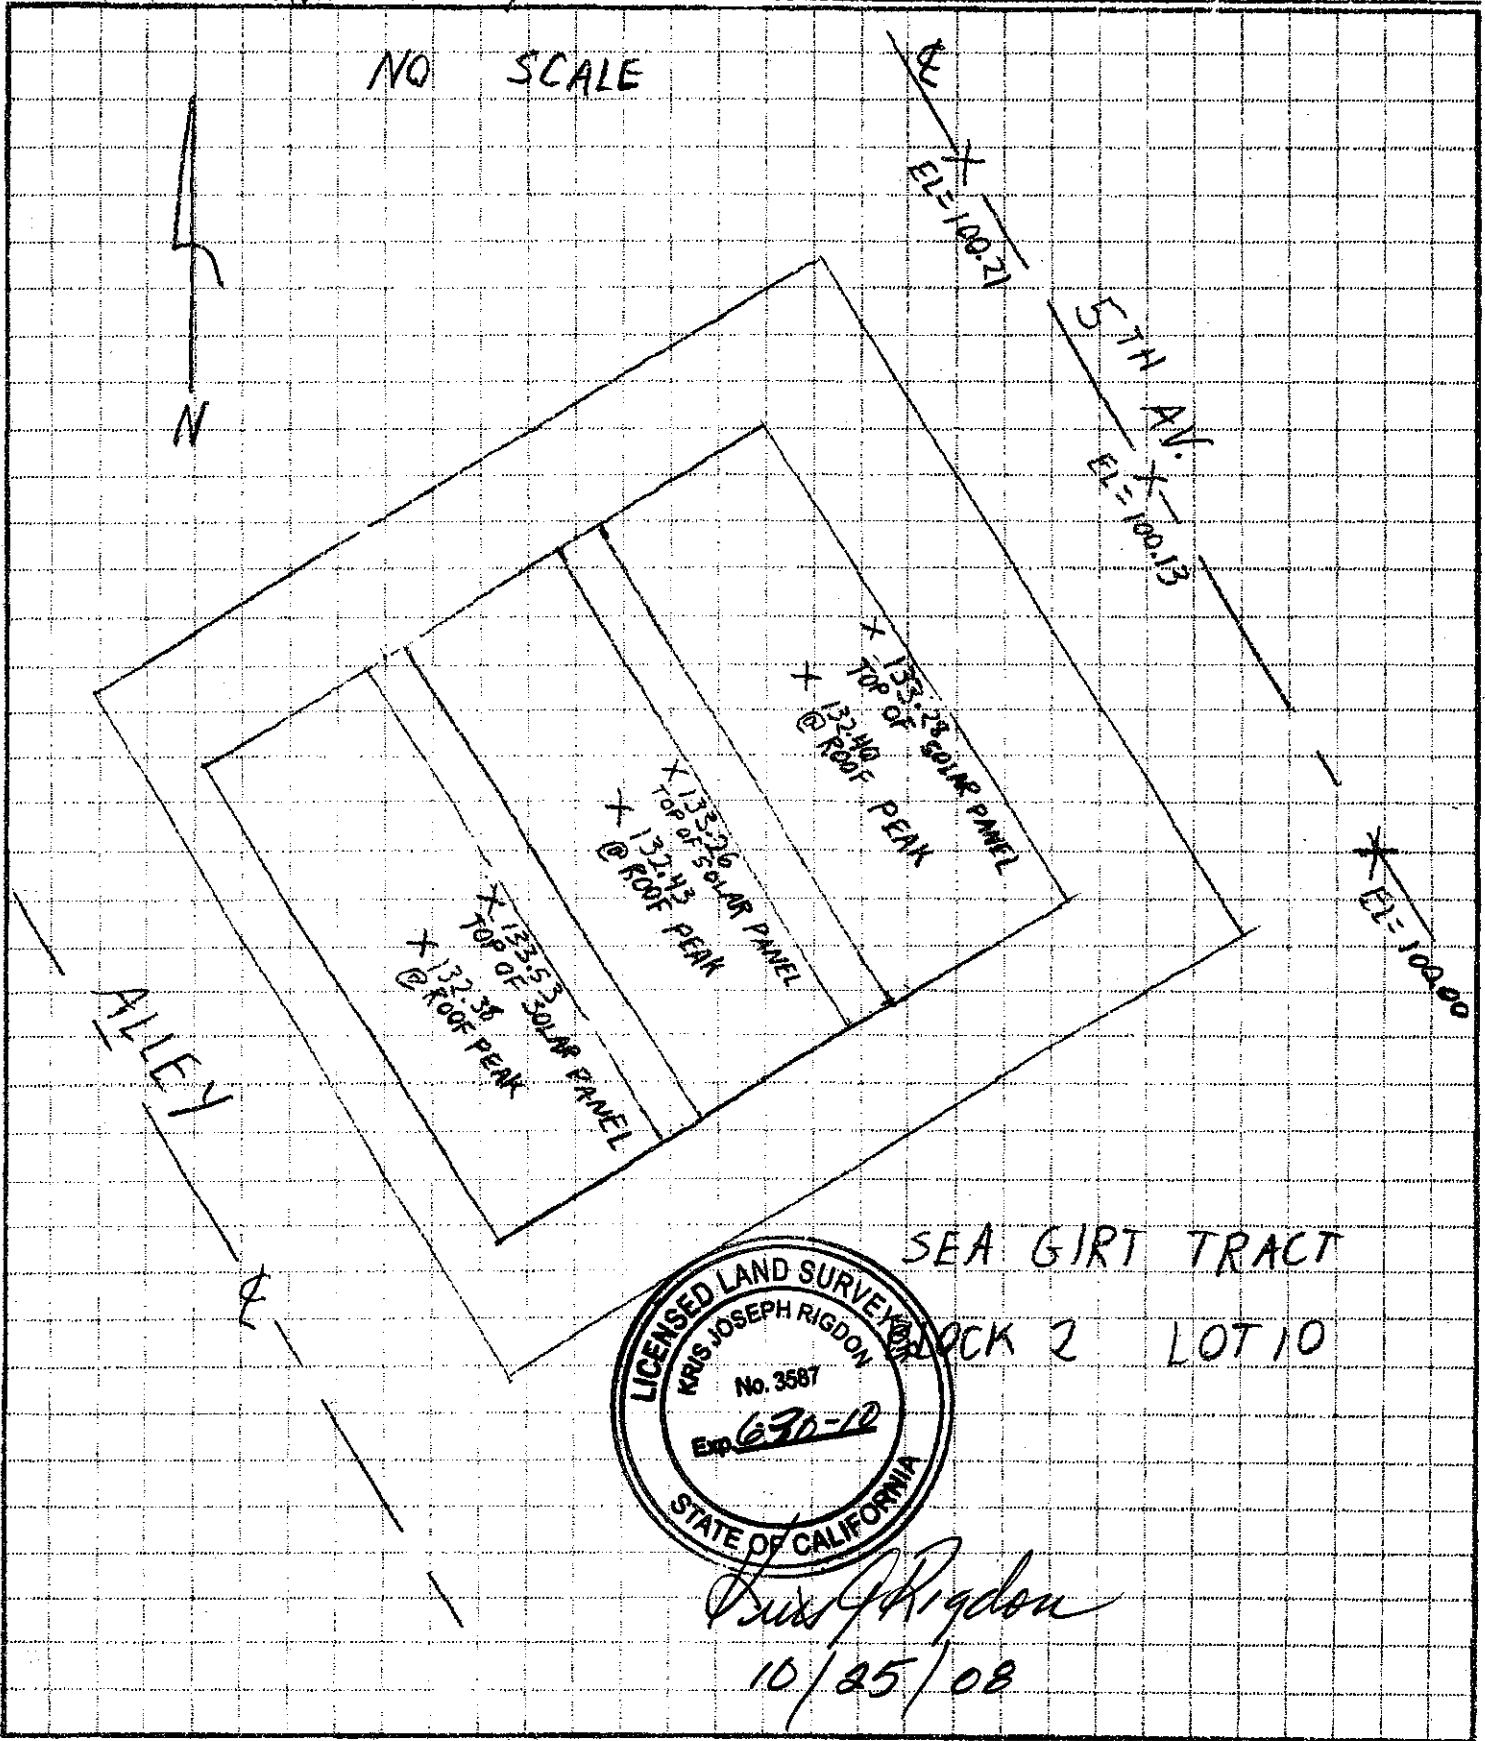 NO SCALE
N
℄
X
EL=100.21
5TH AV.
X
EL=100.13
X
EL=100.00
X 133.28
TOP OF SOLAR PANEL
X 132.40
@ ROOF PEAK
X 133.26
TOP OF SOLAR PANEL
X 132.43
@ ROOF PEAK
X 133.53
TOP OF SOLAR PANEL
X 132.38
@ ROOF PEAK
ALLEY
℄
SEA GIRT TRACT
BLOCK 2 LOT 10
LICENSED LAND SURVEYOR
KRIS JOSEPH RIGDON
No. 3587
Exp. 6-30-10
STATE OF CALIFORNIA
Kris J Rigdon
10/25/08